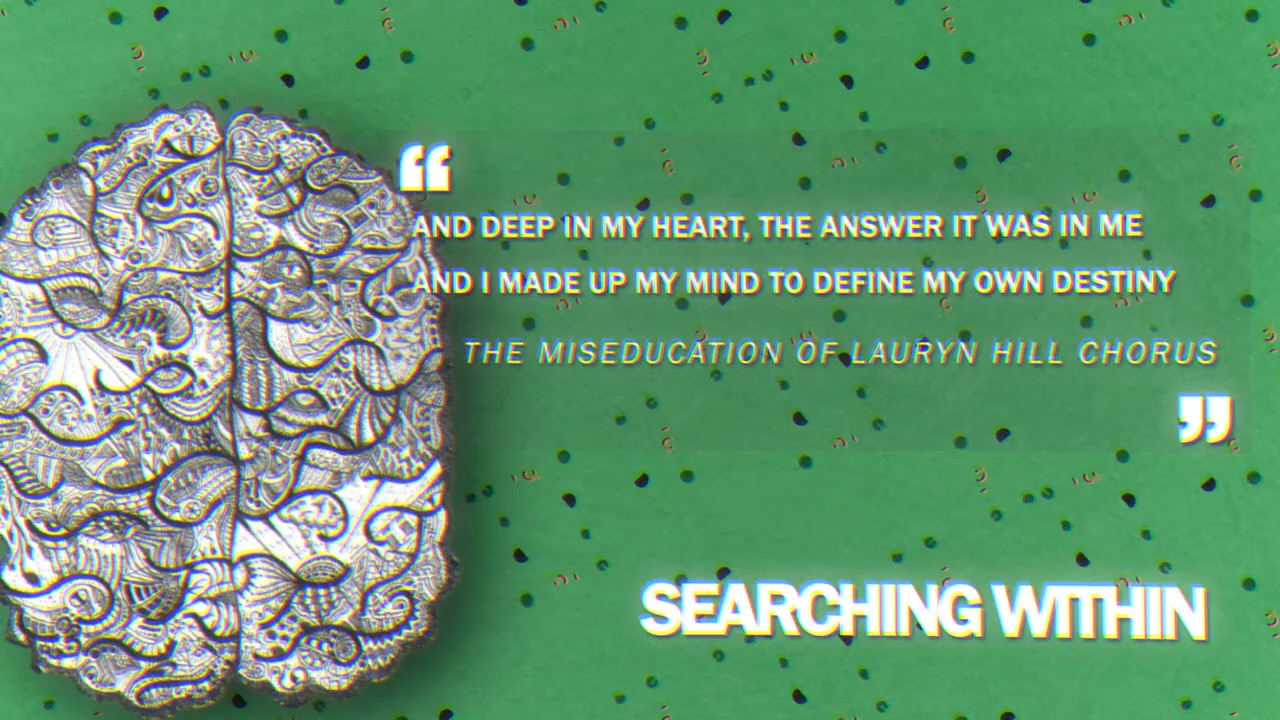 “
AND DEEP IN MY HEART, THE ANSWER IT WAS IN ME
AND I MADE UP MY MIND TO DEFINE MY OWN DESTINY
THE MISEDUCATION OF LAURYN HILL CHORUS
”
SEARCHING WITHIN